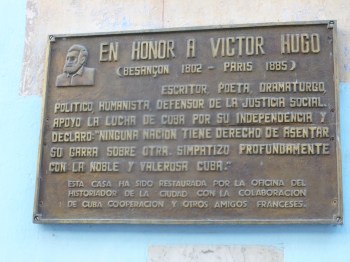 EN HONOR A VICTOR HUGO
(BESANÇON 1802 - PARIS 1885)
ESCRITOR, POETA, DRAMATURGO,
POLITICO HUMANISTA DEFENSOR DE LA JUSTICIA SOCIAL.
APOYO LA LUCHA DE CUBA POR SU INDEPENDENCIA Y
DECLARO: "NINGUNA NACION TIENE DERECHO DE ASENTAR
SU GARRA SOBRE OTRA. SIMPATIZO PROFUNDAMENTE
CON LA NOBLE Y VALEROSA CUBA."
ESTA CASA HA SIDO RESTAURADA POR LA OFICINA DEL
HISTORIADOR DE LA CIUDAD CON LA COLABORACION
DE CUBA COOPERACION Y OTROS AMIGOS FRANCESES.